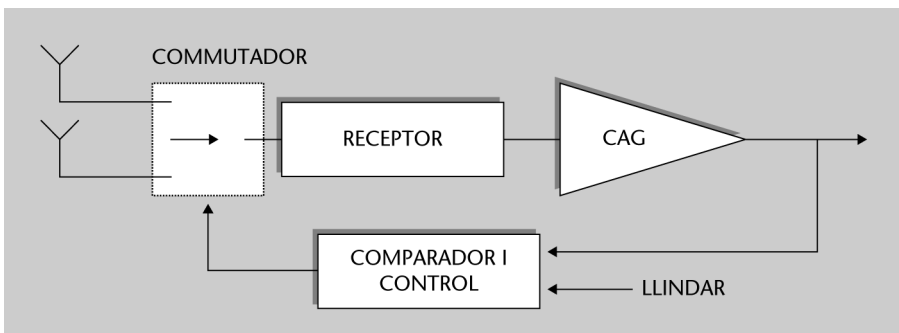 COMMUTADOR
RECEPTOR
CAG
COMPARADOR I
CONTROL
LLINDAR